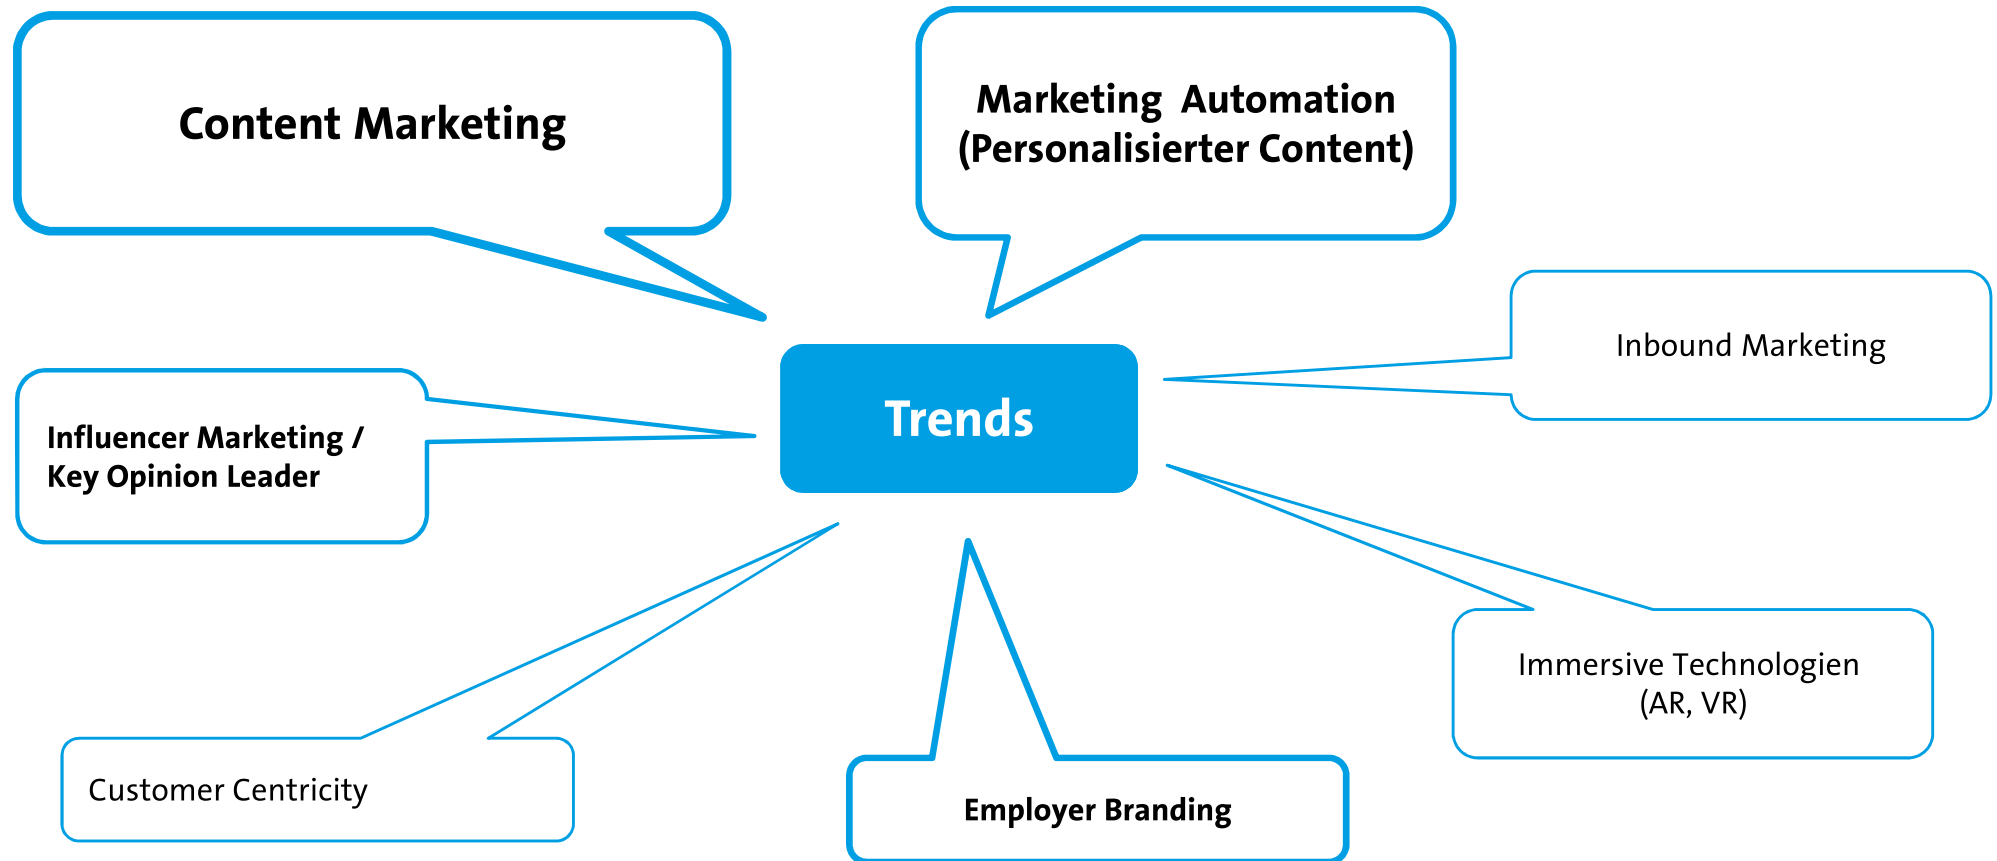 Content Marketing
Marketing  Automation
(Personalisierter Content)
Inbound Marketing
Trends
Influencer Marketing /
Key Opinion Leader
Immersive Technologien
(AR, VR)
Customer Centricity
Employer Branding